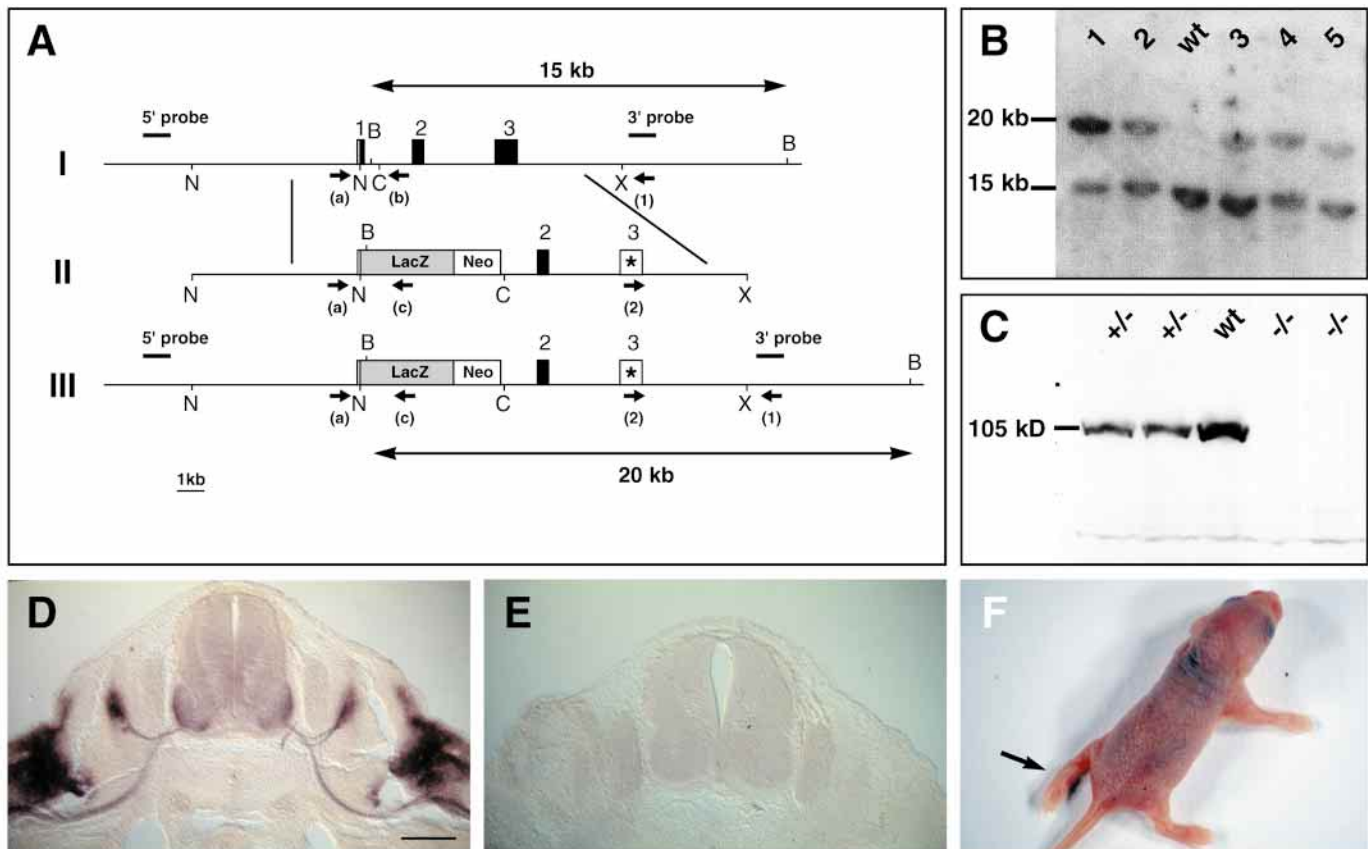 A
15 kb
5' probe
1 B 2 3
3' probe
B
I
N N C X
(a) (b) (1)
B 2 3
II
LacZ Neo *
N N C X
(a) (c) (2)
5' probe
B 2 3
3' probe
B
III
LacZ Neo *
N N C X
(a) (c) (2) (1)
1kb
20 kb
B
1 2 wt 3 4 5
20 kb
15 kb
C
+/- +/- wt -/- -/-
105 kD
D
E
F